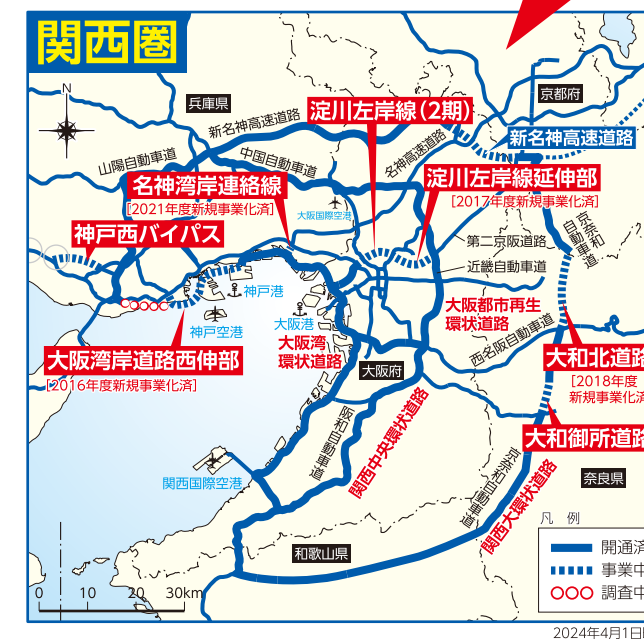 関西圏
N
兵庫県
京都府
淀川左岸線(2期)
新名神高速道路
名神高速道路
新名神高速道路
山陽自動車道
中国自動車道
名神湾岸連絡線
[2021年度新規事業化済]
大阪国際空港
淀川左岸線延伸部
[2017年度新規事業化済]
神戸西バイパス
第二京阪道路
京奈和
自動車道
近畿自動車道
神戸港
神戸空港
大阪港
大阪湾
環状道路
大阪都市再生
環状道路
西名阪自動車道
大阪湾岸道路西伸部
[2016年度新規事業化済]
大阪府
大和北道路
[2018年度
新規事業化済
大和御所道路
阪和自動車道
関西中央環状道路
京奈和自動車道
関西大環状道路
関西国際空港
奈良県
和歌山県
凡 例
開通済
事業中
調査中
0 10 20 30km
2024年4月1日